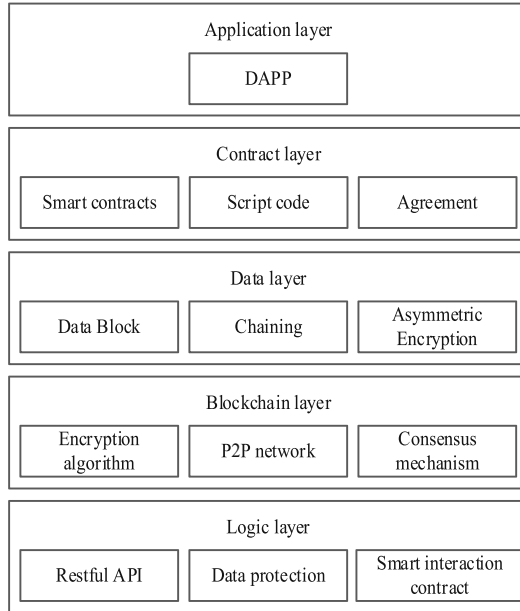 Application layer
DAPP
Contract layer
Smart contracts
Script code
Agreement
Data layer
Data Block
Chaining
Asymmetric
Encryption
Blockchain layer
Encryption
algorithm
P2P network
Consensus
mechanism
Logic layer
Restful API
Data protection
Smart interaction
contract